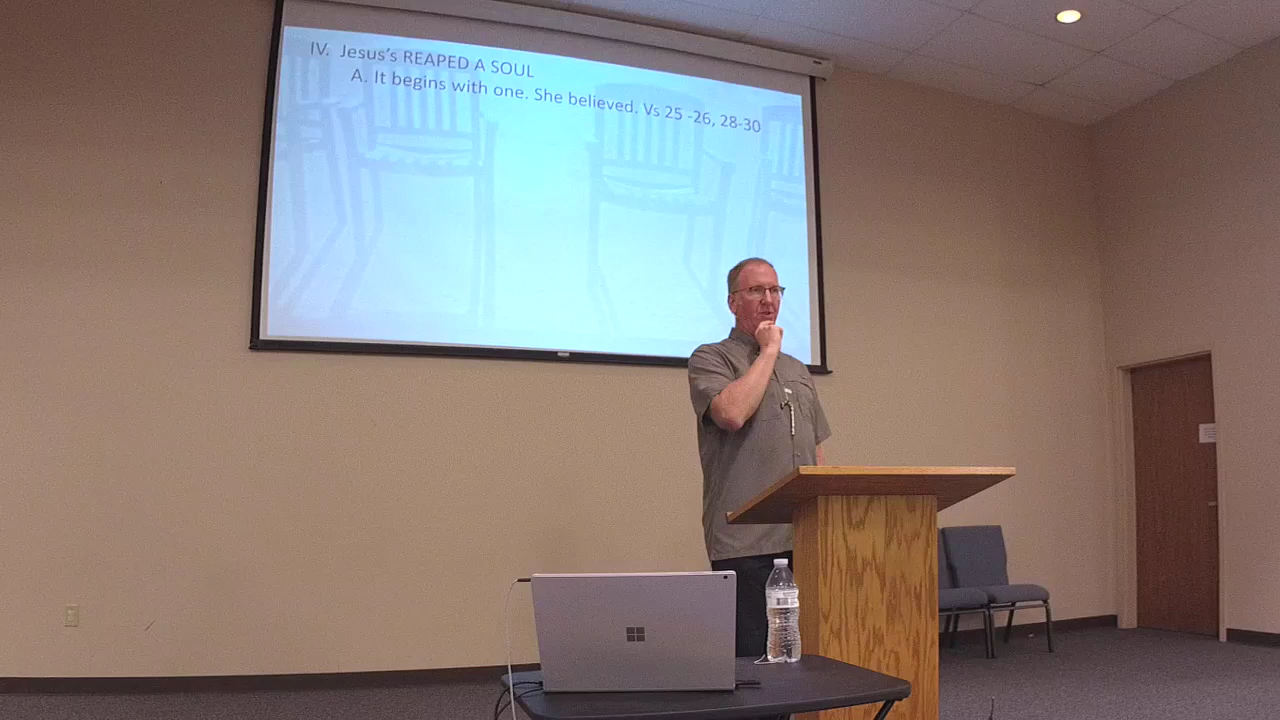 IV. Jesus's REAPED A SOUL
A. It begins with one. She believed. Vs 25 -26, 28-30